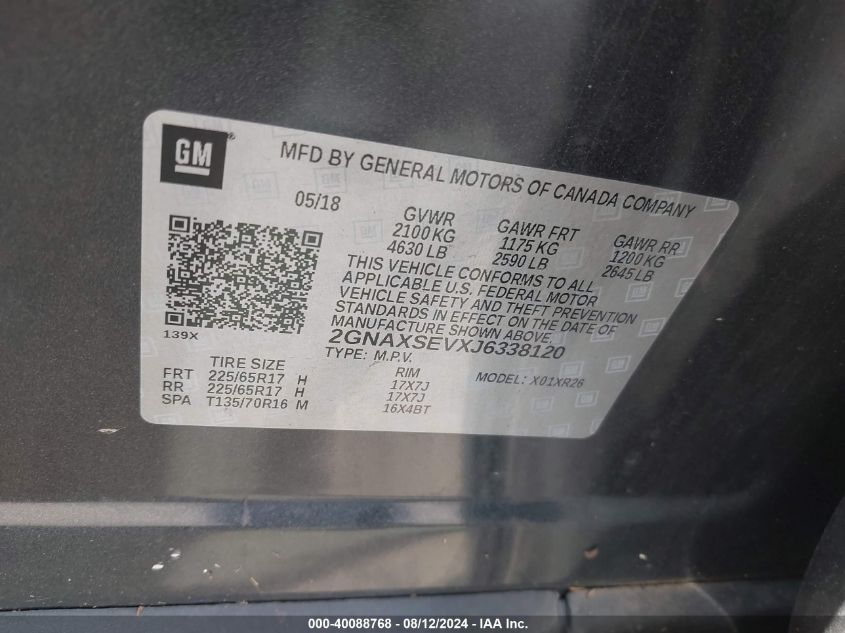 GM ®
MFD BY GENERAL MOTORS OF CANADA COMPANY
05/18
GVWR GAWR FRT GAWR RR
2100 KG 1175 KG 1200 KG
4630 LB 2590 LB 2645 LB
THIS VEHICLE CONFORMS TO ALL
APPLICABLE U.S. FEDERAL MOTOR
VEHICLE SAFETY AND THEFT PREVENTION
STANDARDS IN EFFECT ON THE DATE OF
MANUFACTURE SHOWN ABOVE.
139X
2GNAXSEVXJ6338120
TYPE: M.P.V. MODEL: X01XR26
TIRE SIZE RIM
FRT 225/65R17 H 17X7J
RR 225/65R17 H 17X7J
SPA T135/70R16 M 16X4BT
000-40088768 - 08/12/2024 - IAA Inc.